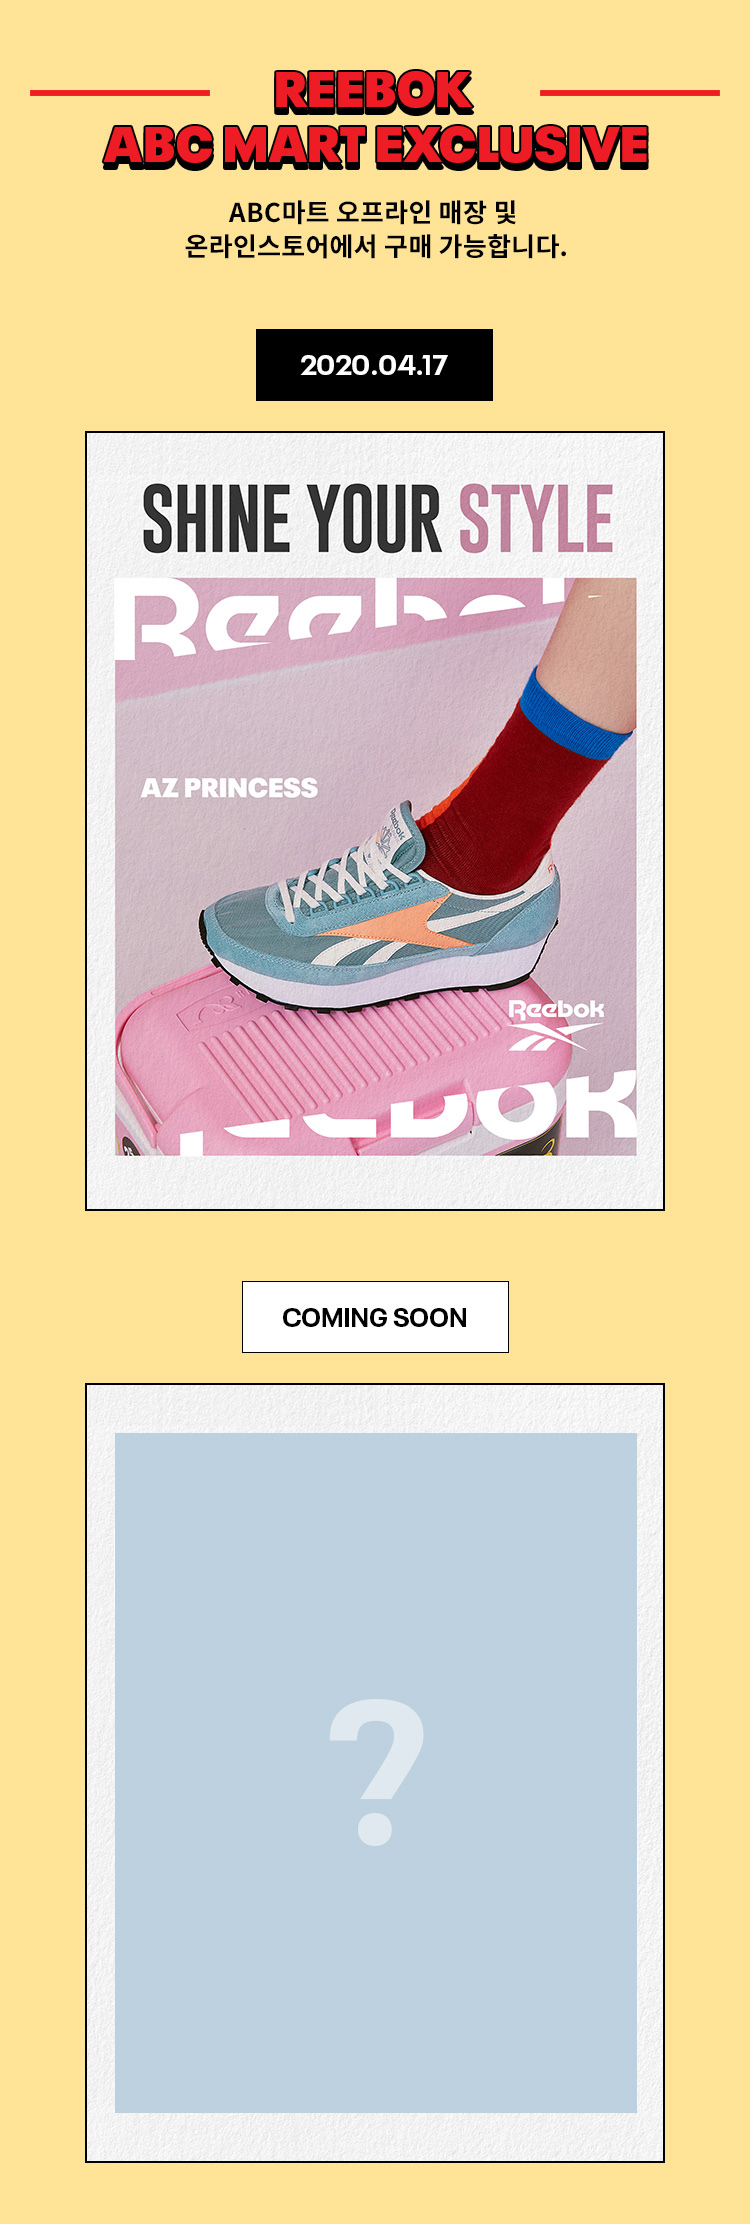 REEBOK
ABC MART EXCLUSIVE
ABC마트 오프라인 매장 및
온라인스토어에서 구매 가능합니다.
2020.04.17
SHINE YOUR STYLE
Reebok
AZ PRINCESS
Reebok
Reebok
Reebok
COMING SOON
?